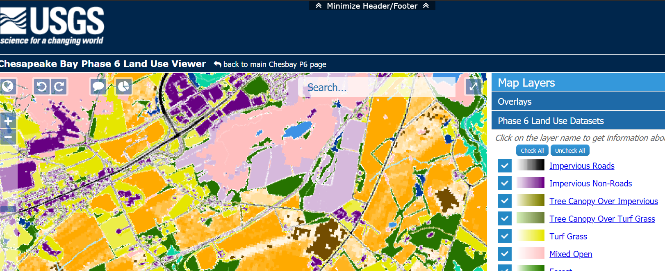 Minimize Header/Footer
USGS
science for a changing world
Chesapeake Bay Phase 6 Land Use Viewer
back to main Chesbay P6 page
Search...
Map Layers
Overlays
Phase 6 Land Use Datasets
Click on the layer name to get information abou
Check All
Uncheck All
Impervious Roads
Impervious Non-Roads
Tree Canopy Over Impervious
Tree Canopy Over Turf Grass
Turf Grass
Mixed Open
Forest